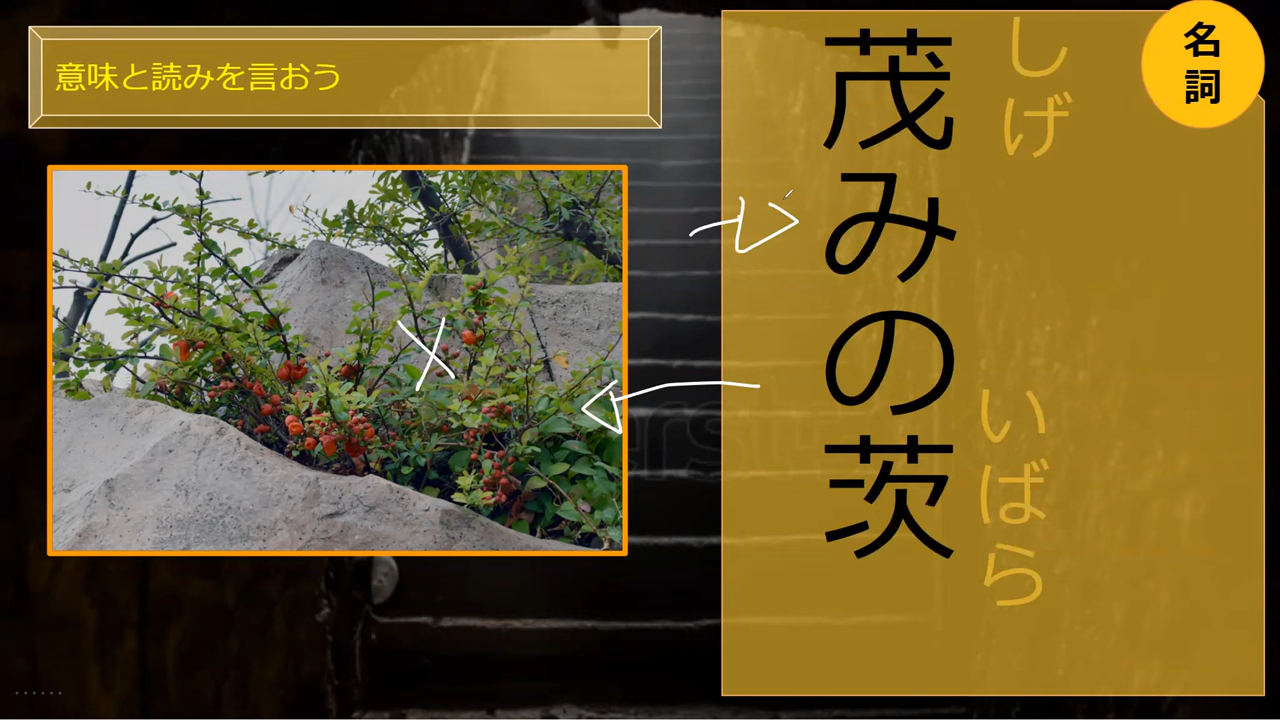 意味と読みを言おう
名詞
しげ
いばら
茂みの茨